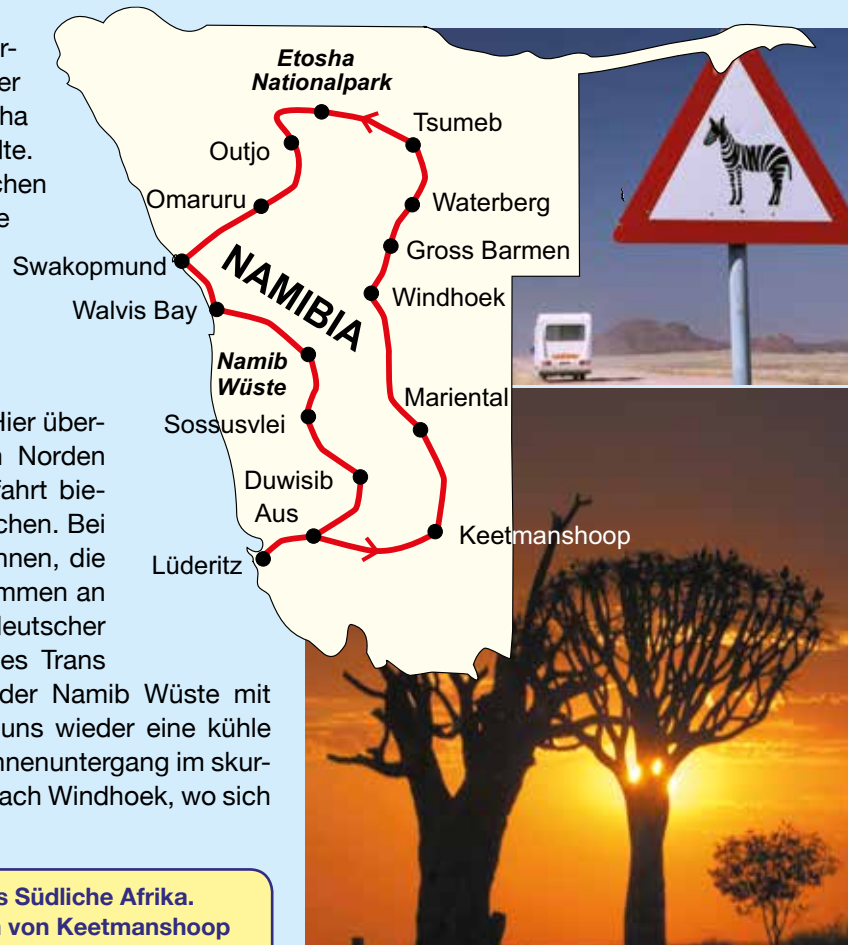 er-
er
ha
lte.
chen
e
Hier über-
n Norden
fahrt bie-
chen. Bei
nnen, die
mmen an
deutscher
es Trans
der Namib Wüste mit
uns wieder eine kühle
nnenuntergang im skur-
ach Windhoek, wo sich
s Südliche Afrika.
n von Keetmanshoop
Etosha
Nationalpark
Tsumeb
Outjo
Omaruru
Waterberg
Gross Barmen
Swakopmund
NAMIBIA
Windhoek
Walvis Bay
Namib
Wüste
Mariental
Sossusvlei
Duwisib
Aus
Keetmanshoop
Lüderitz